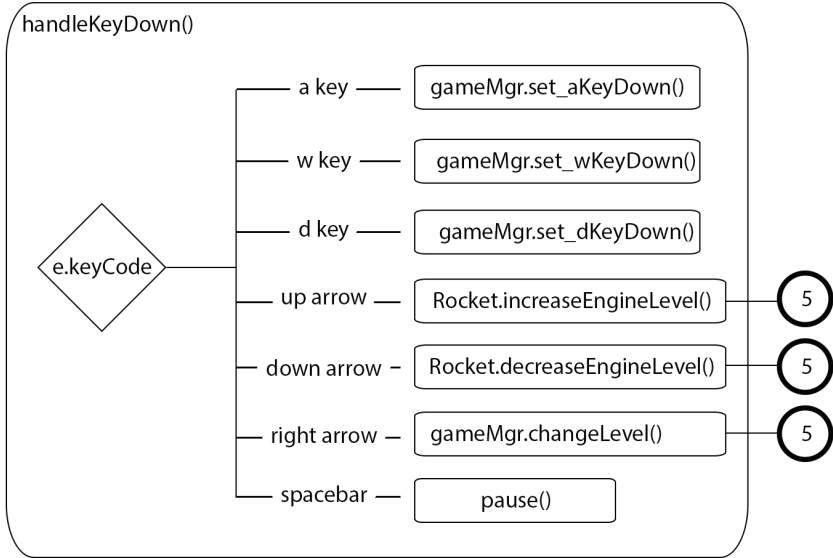 handleKeyDown()
a key
gameMgr.set_aKeyDown()
w key
gameMgr.set_wKeyDown()
d key
gameMgr.set_dKeyDown()
e.keyCode
up arrow
Rocket.increaseEngineLevel()
5
down arrow
Rocket.decreaseEngineLevel()
5
right arrow
gameMgr.changeLevel()
5
spacebar
pause()